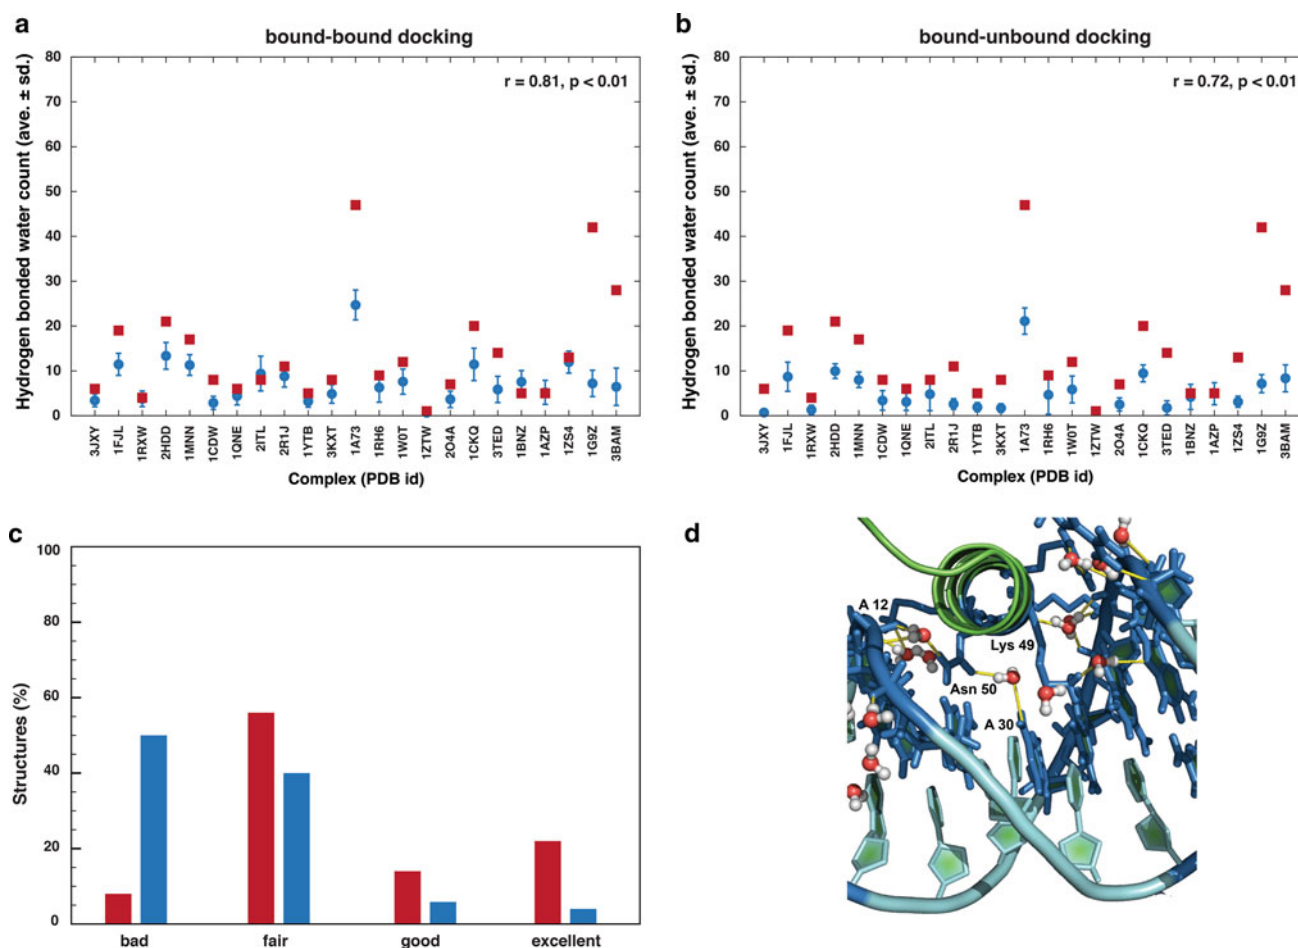 a
bound-bound docking
r = 0.81, p < 0.01
Hydrogen bonded water count (ave. ± sd.)
80
70
60
50
40
30
20
10
0
3JXY
1FJL
1RXW
2HDD
1MNN
1CDW
1QNE
2ITL
2R1J
1YTB
3KXT
1A73
1RH6
1W0T
1ZTW
2O4A
1CKQ
3TED
1BNZ
1AZP
1ZS4
1G9Z
3BAM
Complex (PDB id)
b
bound-unbound docking
r = 0.72, p < 0.01
Hydrogen bonded water count (ave. ± sd.)
80
70
60
50
40
30
20
10
0
3JXY
1FJL
1RXW
2HDD
1MNN
1CDW
1QNE
2ITL
2R1J
1YTB
3KXT
1A73
1RH6
1W0T
1ZTW
2O4A
1CKQ
3TED
1BNZ
1AZP
1ZS4
1G9Z
3BAM
Complex (PDB id)
c
Structures (%)
100
80
60
40
20
0
bad
fair
good
excellent
d
A 12
Lys 49
Asn 50
A 30